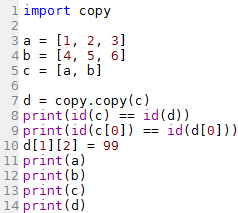 1 import copy
2
3 a = [1, 2, 3]
4 b = [4, 5, 6]
5 c = [a, b]
6
7 d = copy.copy(c)
8 print(id(c) == id(d))
9 print(id(c[0]) == id(d[0]))
10 d[1][2] = 99
11 print(a)
12 print(b)
13 print(c)
14 print(d)